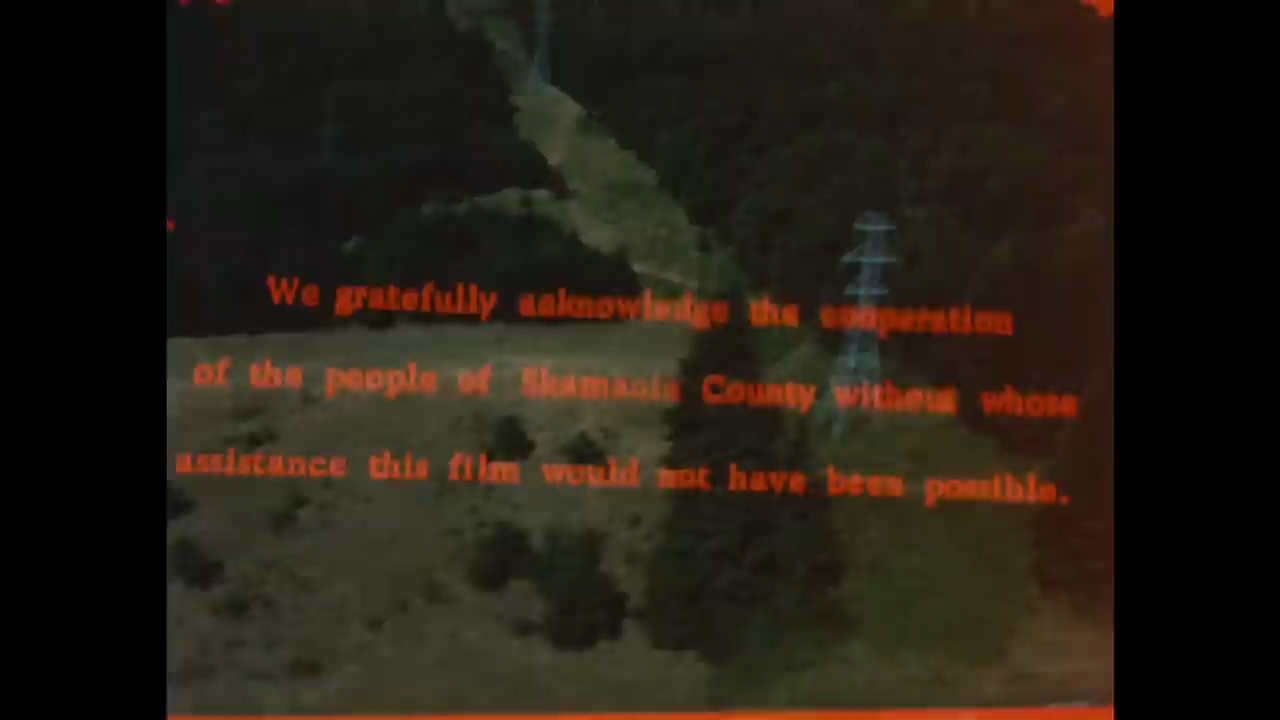 We gratefully acknowledge the cooperation
of the people of Skamania County without whose
assistance this film would not have been possible.